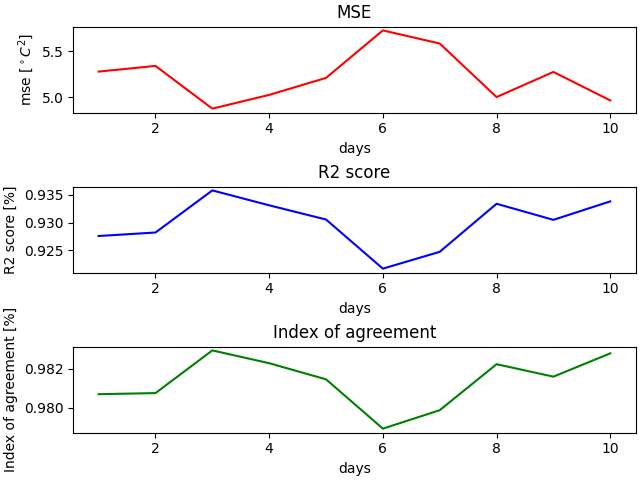 MSE
mse [°C²]
5.5
5.0
2 4 6 8 10
days
R2 score
R2 score [%]
0.935
0.930
0.925
2 4 6 8 10
days
Index of agreement
Index of agreement [%]
0.982
0.980
2 4 6 8 10
days